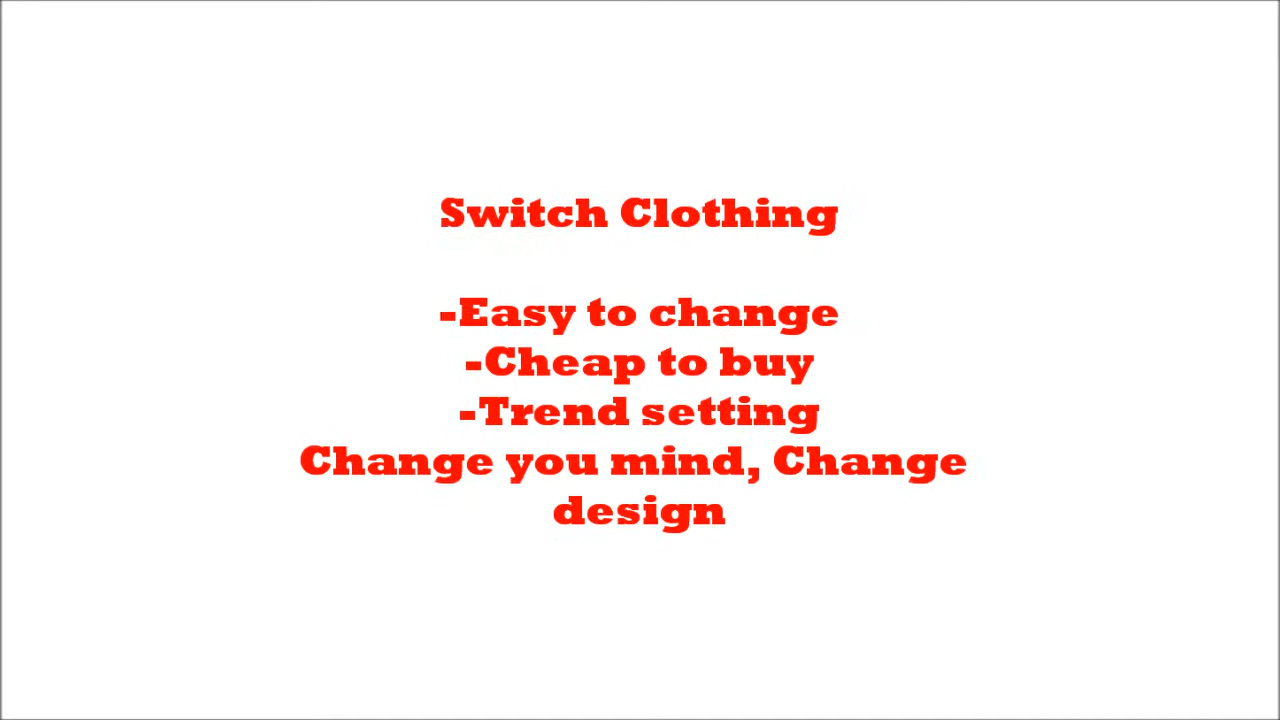 Switch Clothing
-Easy to change
-Cheap to buy
-Trend setting
Change you mind, Change
design